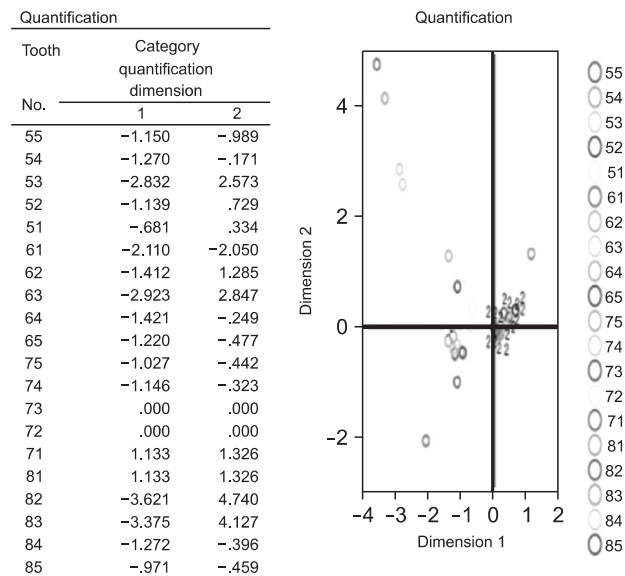 Quantification
Tooth Category
quantification
dimension
No.
1 2
55 −1.150 −.989
54 −1.270 −.171
53 −2.832 2.573
52 −1.139 .729
51 −.681 .334
61 −2.110 −2.050
62 −1.412 1.285
63 −2.923 2.847
64 −1.421 −.249
65 −1.220 −.477
75 −1.027 −.442
74 −1.146 −.323
73 .000 .000
72 .000 .000
71 1.133 1.326
81 1.133 1.326
82 −3.621 4.740
83 −3.375 4.127
84 −1.272 −.396
85 −.971 −.459
Quantification
Dimension 2
4
2
0
−2
−4 −3 −2 −1 0 1 2
Dimension 1
55
54
53
52
51
61
62
63
64
65
75
74
73
72
71
81
82
83
84
85